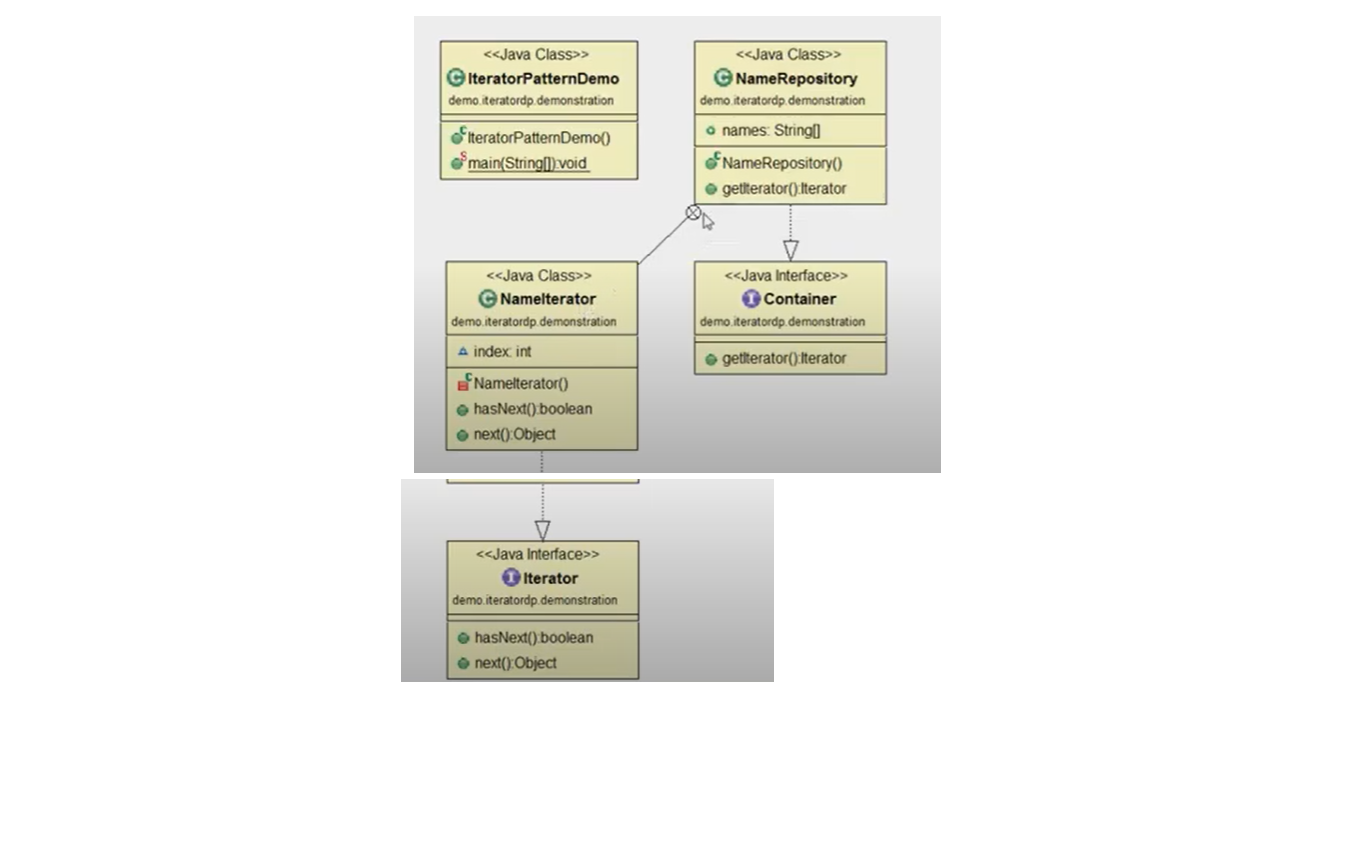 <<Java Class>>
IteratorPatternDemo
demo.iteratordp.demonstration
IteratorPatternDemo()
main(String[]):void
<<Java Class>>
NameRepository
demo.iteratordp.demonstration
names: String[]
NameRepository()
getIterator():Iterator
<<Java Class>>
NameIterator
demo.iteratordp.demonstration
index: int
NameIterator()
hasNext():boolean
next():Object
<<Java Interface>>
Container
demo.iteratordp.demonstration
getIterator():Iterator
<<Java Interface>>
Iterator
demo.iteratordp.demonstration
hasNext():boolean
next():Object